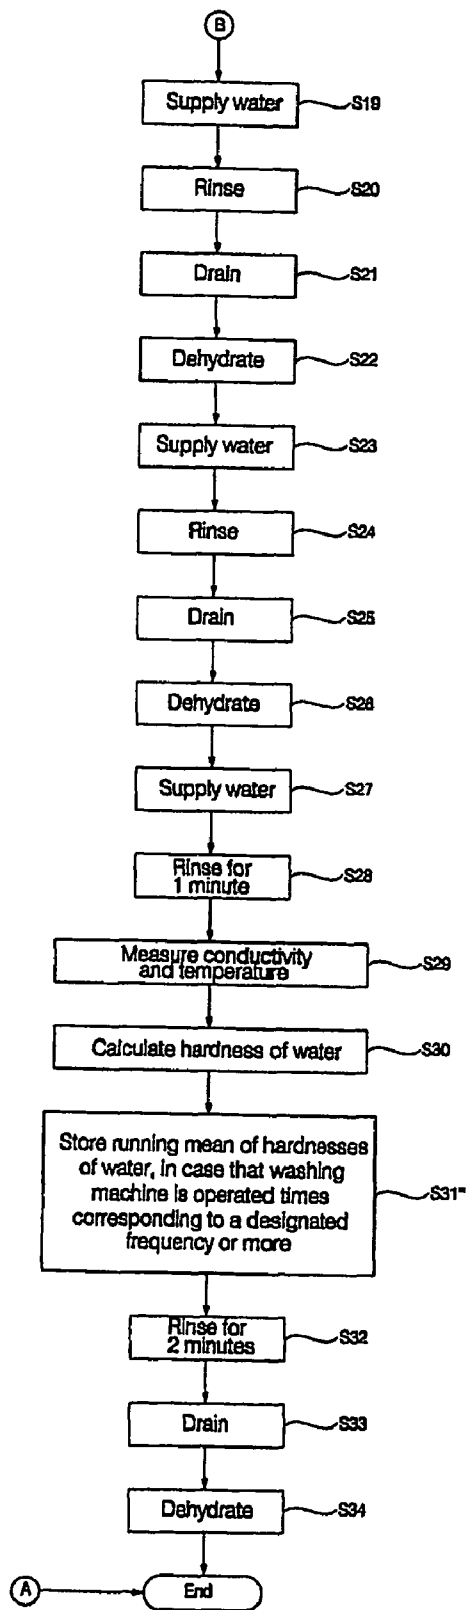 B
Supply water S19
Rinse S20
Drain S21
Dehydrate S22
Supply water S23
Rinse S24
Drain S25
Dehydrate S26
Supply water S27
Rinse for
1 minute S28
Measure conductivity
and temperature S29
Calculate hardness of water S30
Store running mean of hardnesses
of water, in case that washing
machine is operated times
corresponding to a designated
frequency or more S31"
Rinse for
2 minutes S32
Drain S33
Dehydrate S34
A End